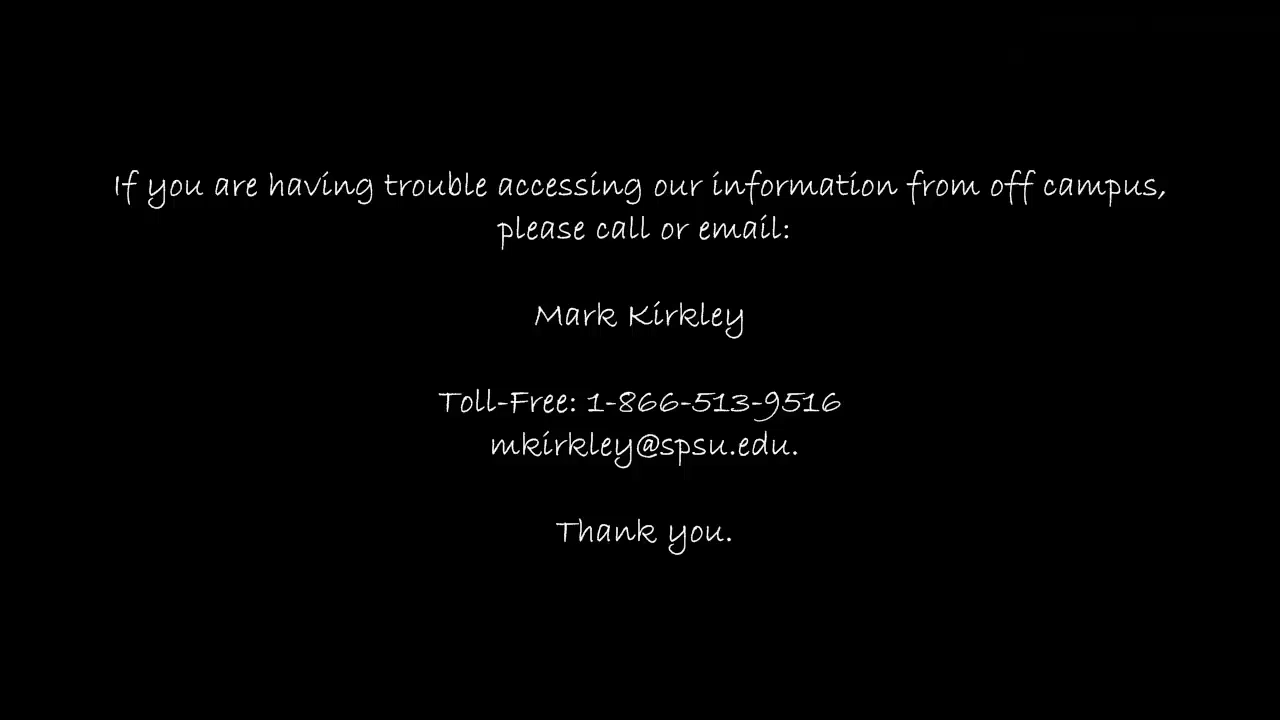 If you are having trouble accessing our information from off campus,
please call or email:
Mark Kirkley
Toll-Free: 1-866-513-9516
mkirkley@spsu.edu.
Thank you.